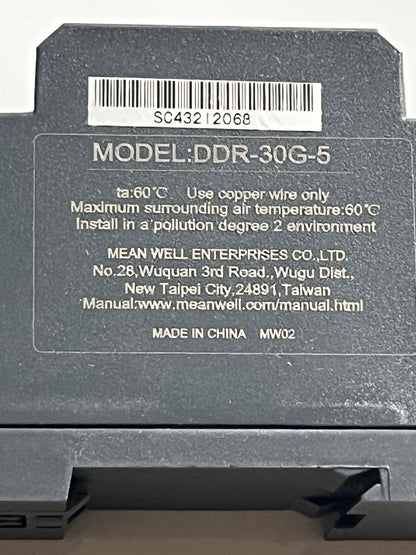 SC43212068
MODEL:DDR-30G-5
ta:60℃ Use copper wire only
Maximum surrounding air temperature:60℃
Install in a pollution degree 2 environment
MEAN WELL ENTERPRISES CO.,LTD.
No.28,Wuquan 3rd Road.,Wugu Dist.,
New Taipei City,24891,Taiwan
Manual:www.meanwell.com/manual.html
MADE IN CHINA MW02